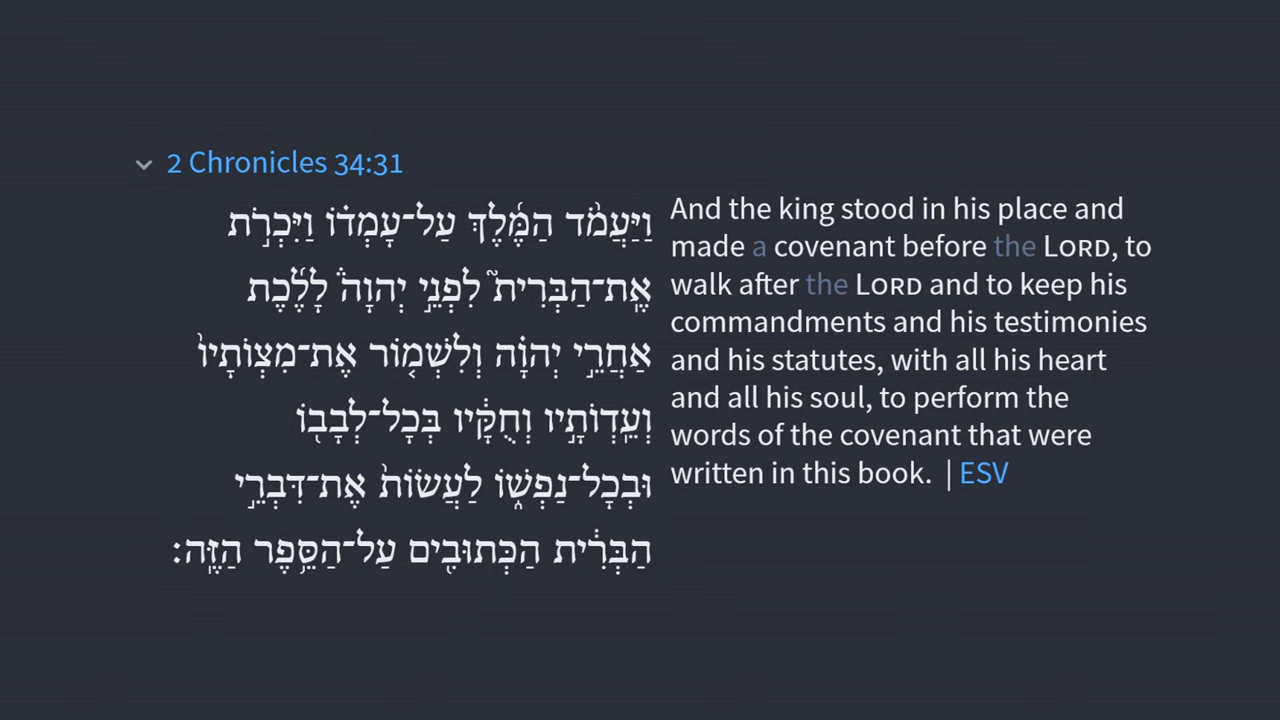 2 Chronicles 34:31
וַיַּעֲמֹ֨ד הַמֶּ֜לֶךְ עַל־עָמְד֗וֹ וַיִּכְרֹ֣ת
אֶֽת־הַבְּרִית֮ לִפְנֵ֣י יְהוָה֒ לָלֶ֜כֶת
אַחֲרֵ֣י יְהוָ֗ה וְלִשְׁמ֤וֹר אֶת־מִצְוֺתָיו֙
וְעֵֽדְוֺתָ֣יו וְחֻקָּ֔יו בְּכָל־לְבָב֖וֹ
וּבְכָל־נַפְשׁ֑וֹ לַעֲשׂוֹת֙ אֶת־דִּבְרֵ֣י
הַבְּרִ֔ית הַכְּתוּבִ֖ים עַל־הַסֵּ֥פֶר הַזֶּֽה׃
And the king stood in his place and
made a covenant before the LORD, to
walk after the LORD and to keep his
commandments and his testimonies
and his statutes, with all his heart
and all his soul, to perform the
words of the covenant that were
written in this book. | ESV